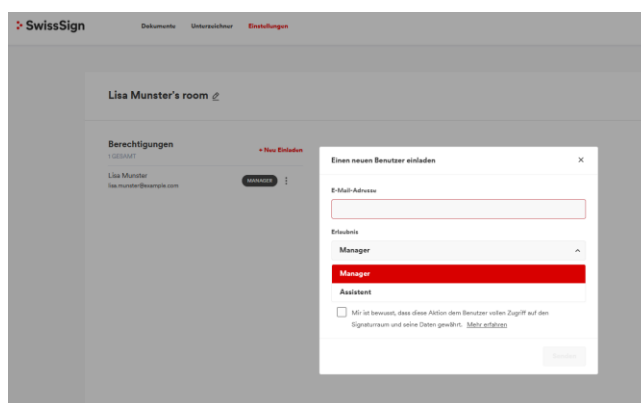 SwissSign
Dokumente Unterzeichner Einstellungen
Lisa Munster's room
Berechtigungen
1 GESAMT
+ Neu Einladen
Lisa Munster
lisa.munster@example.com
MANAGER
Einen neuen Benutzer einladen
E-Mail-Adresse
Erlaubnis
Manager
Manager
Assistent
Mir ist bewusst, dass diese Aktion dem Benutzer vollen Zugriff auf den
Signaturraum und seine Daten gewährt. Mehr erfahren